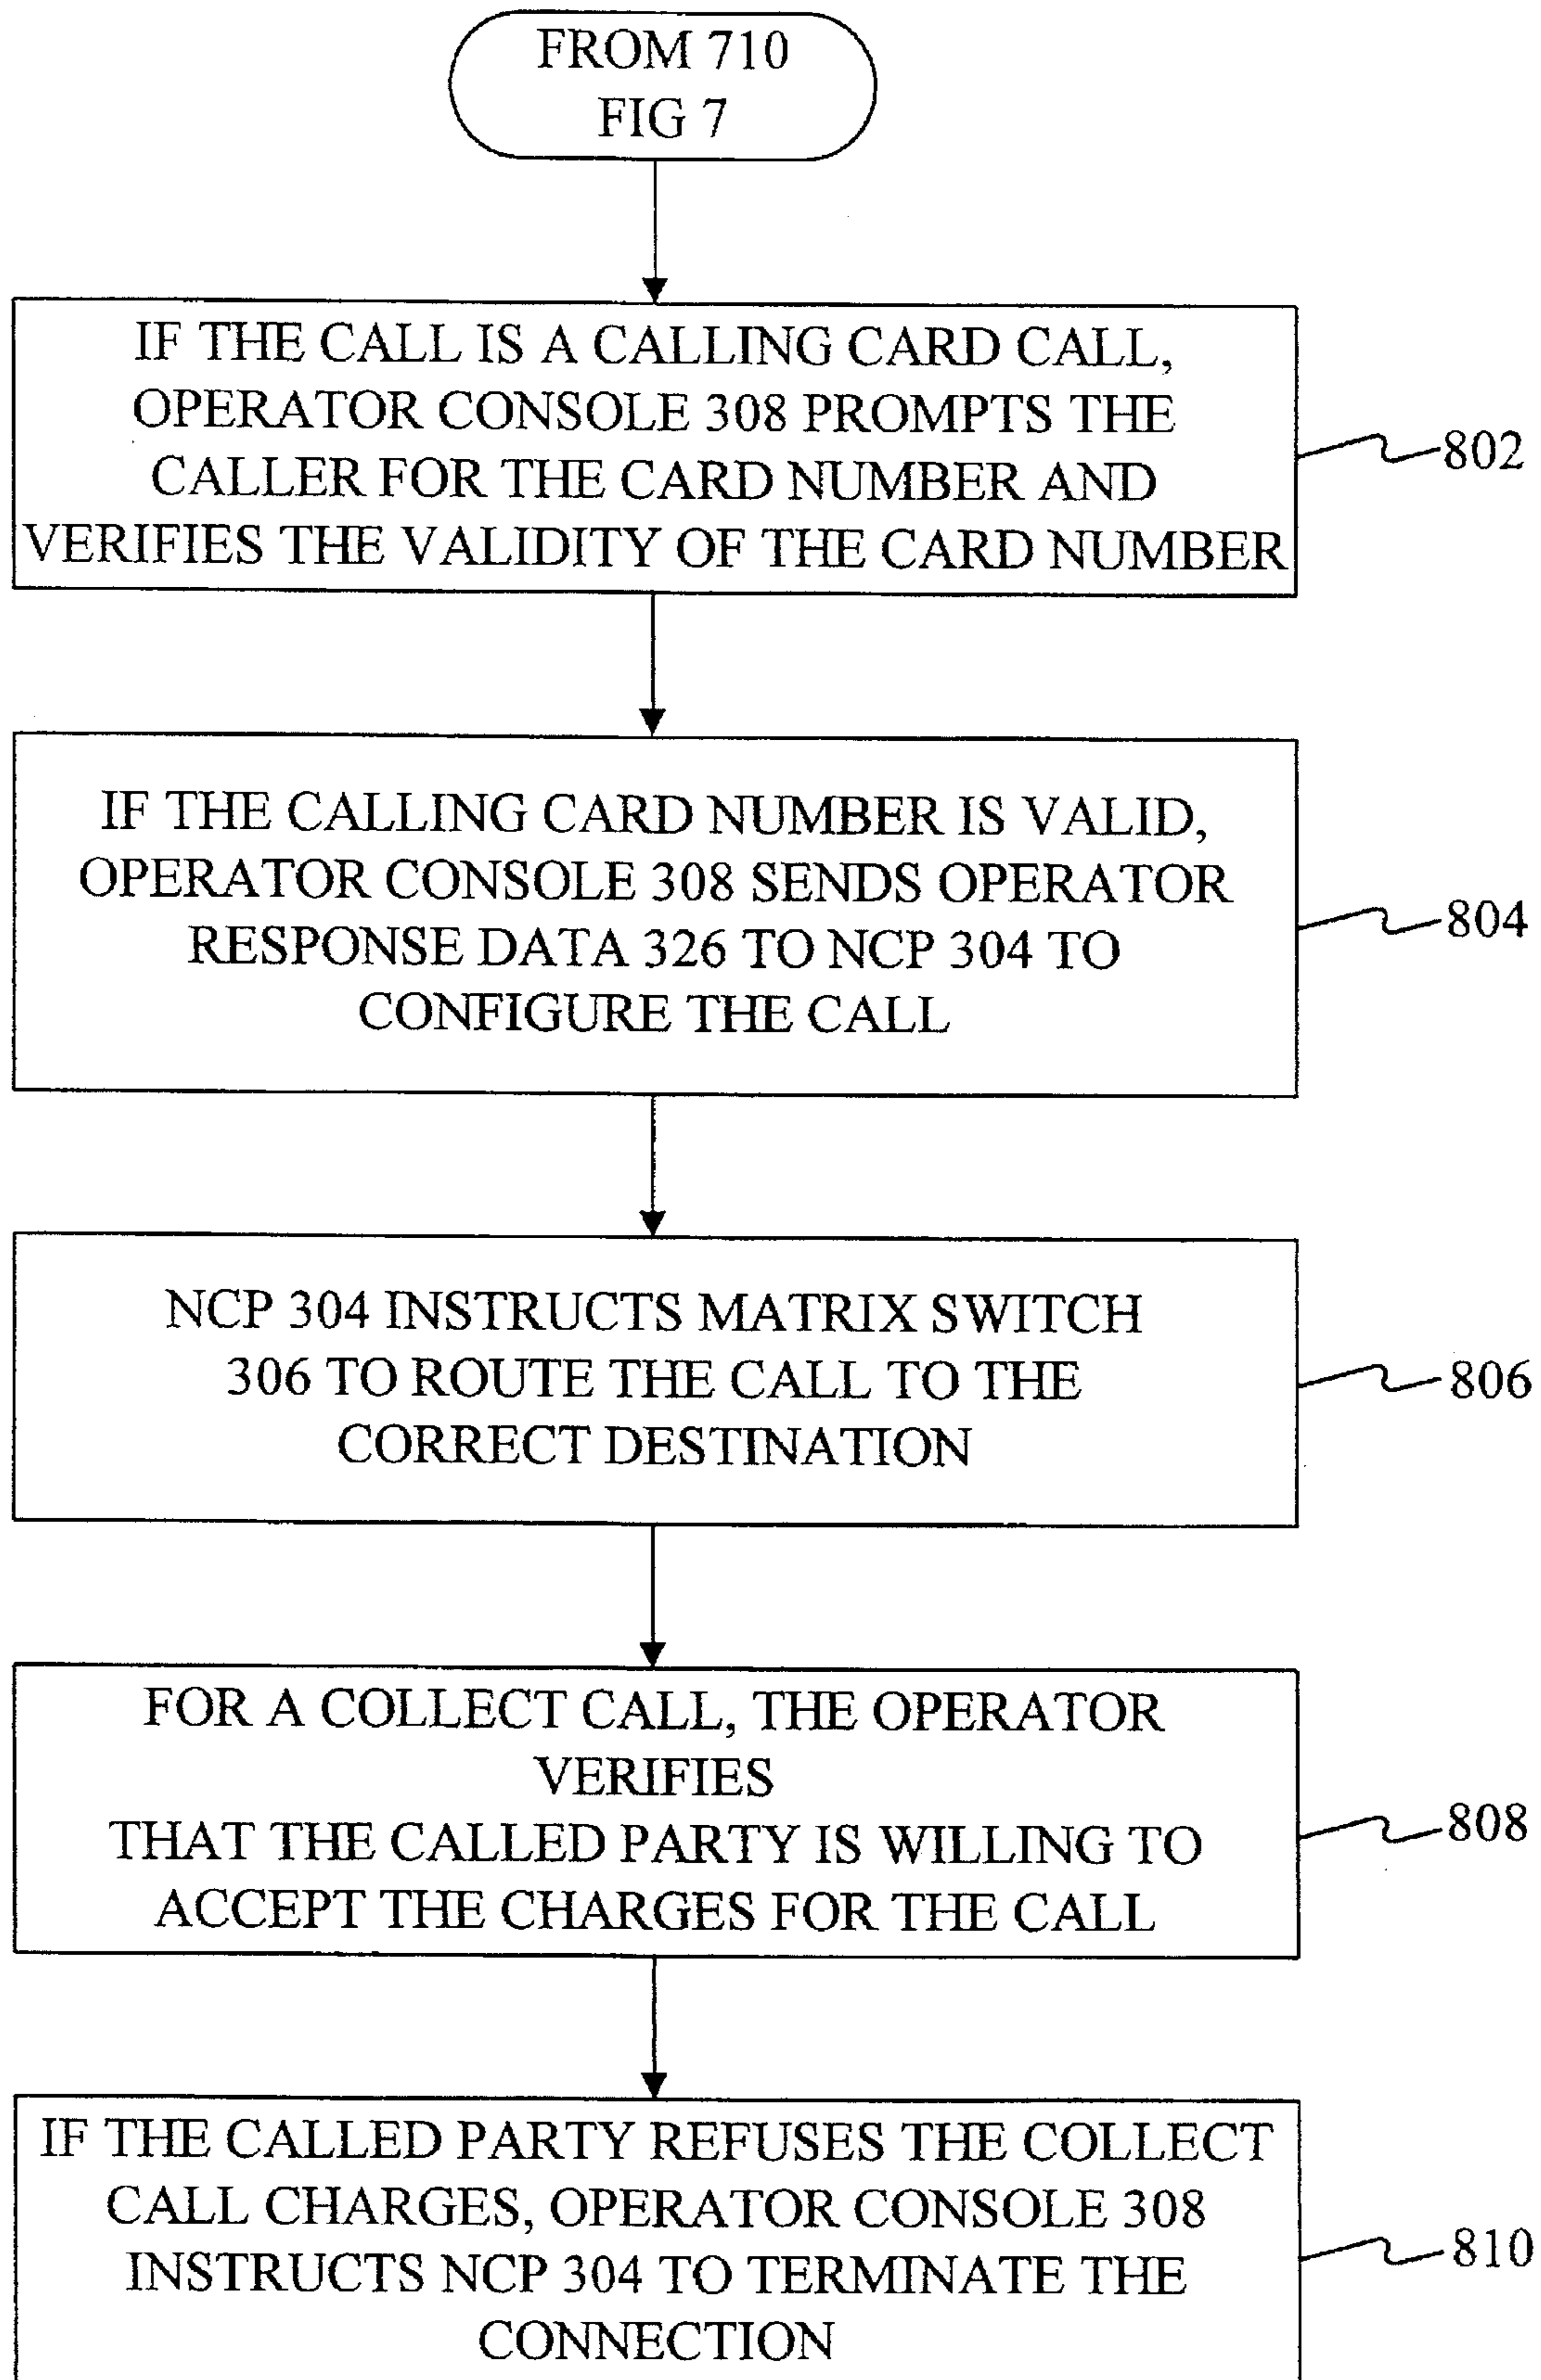 FROM 710
FIG 7
IF THE CALL IS A CALLING CARD CALL,
OPERATOR CONSOLE 308 PROMPTS THE
CALLER FOR THE CARD NUMBER AND
VERIFIES THE VALIDITY OF THE CARD NUMBER
802
IF THE CALLING CARD NUMBER IS VALID,
OPERATOR CONSOLE 308 SENDS OPERATOR
RESPONSE DATA 326 TO NCP 304 TO
CONFIGURE THE CALL
804
NCP 304 INSTRUCTS MATRIX SWITCH
306 TO ROUTE THE CALL TO THE
CORRECT DESTINATION
806
FOR A COLLECT CALL, THE OPERATOR
VERIFIES
THAT THE CALLED PARTY IS WILLING TO
ACCEPT THE CHARGES FOR THE CALL
808
IF THE CALLED PARTY REFUSES THE COLLECT
CALL CHARGES, OPERATOR CONSOLE 308
INSTRUCTS NCP 304 TO TERMINATE THE
CONNECTION
810